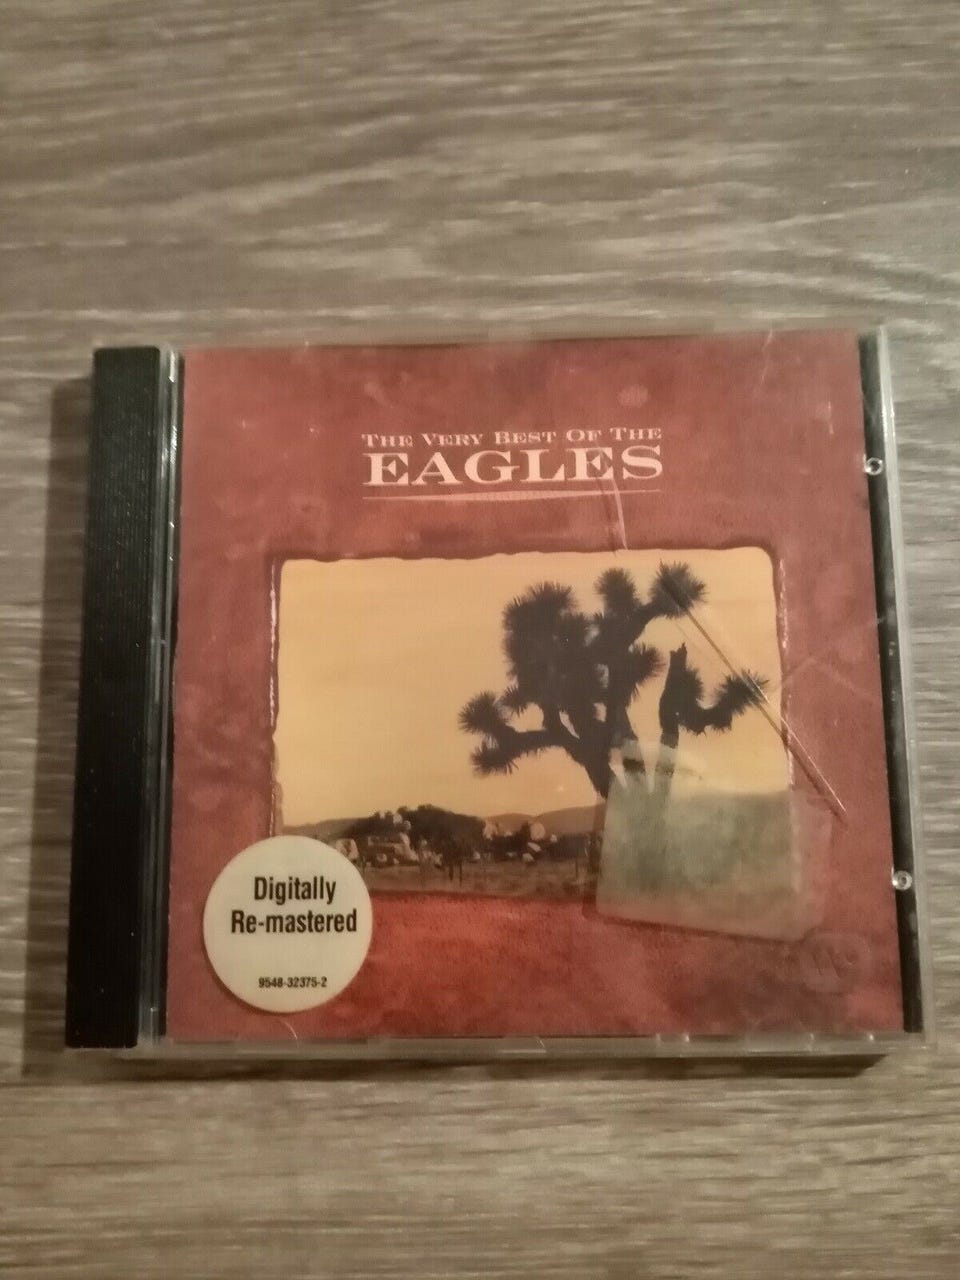 The Very Best Of The
EAGLES
Digitally
Re-mastered
9548-32375-2